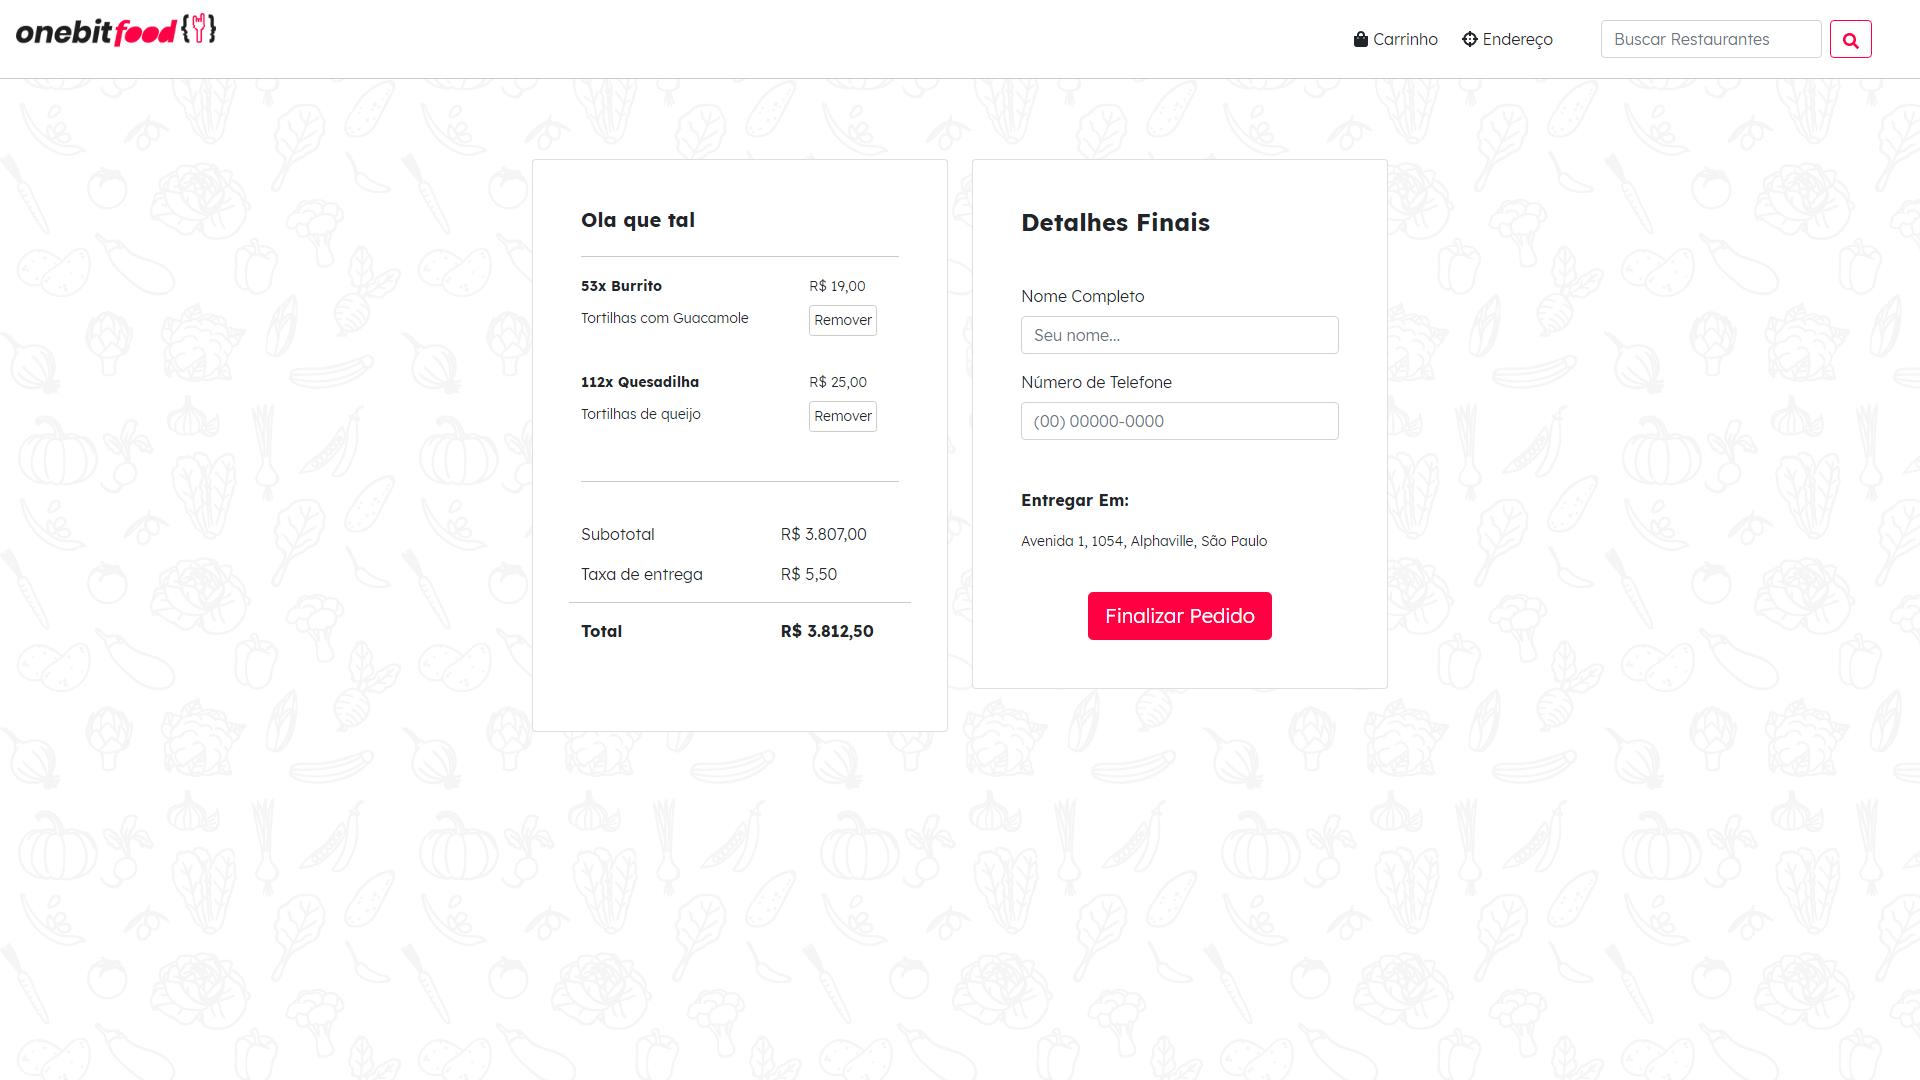 onebitfood
Carrinho
Endereço
Buscar Restaurantes
Ola que tal
53x Burrito
R$ 19,00
Tortilhas com Guacamole
Remover
112x Quesadilha
R$ 25,00
Tortilhas de queijo
Remover
Subototal
R$ 3.807,00
Taxa de entrega
R$ 5,50
Total
R$ 3.812,50
Detalhes Finais
Nome Completo
Seu nome...
Número de Telefone
(00) 00000-0000
Entregar Em:
Avenida 1, 1054, Alphaville, São Paulo
Finalizar Pedido